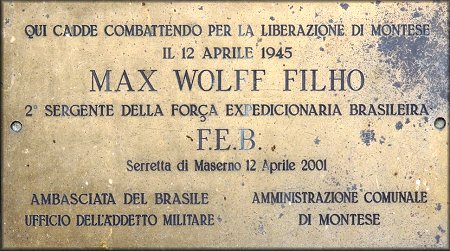 QUI CADDE COMBATTENDO PER LA LIBERAZIONE DI MONTESE
IL 12 APRILE 1945
MAX WOLFF FILHO
2° SERGENTE DELLA FORÇA EXPEDICIONARIA BRASILEIRA
F.E.B.
Serretta di Maserno 12 Aprile 2001
AMBASCIATA DEL BRASILE
UFFICIO DELL'ADDETTO MILITARE
AMMINISTRAZIONE COMUNALE
DI MONTESE